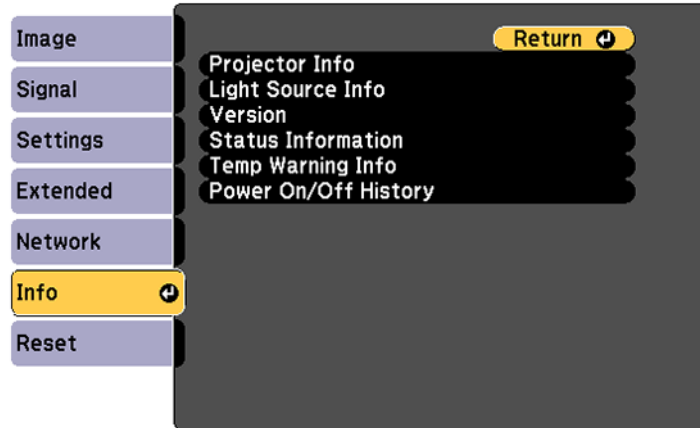 Image
Signal
Settings
Extended
Network
Info
Reset
Return
Projector Info
Light Source Info
Version
Status Information
Temp Warning Info
Power On/Off History